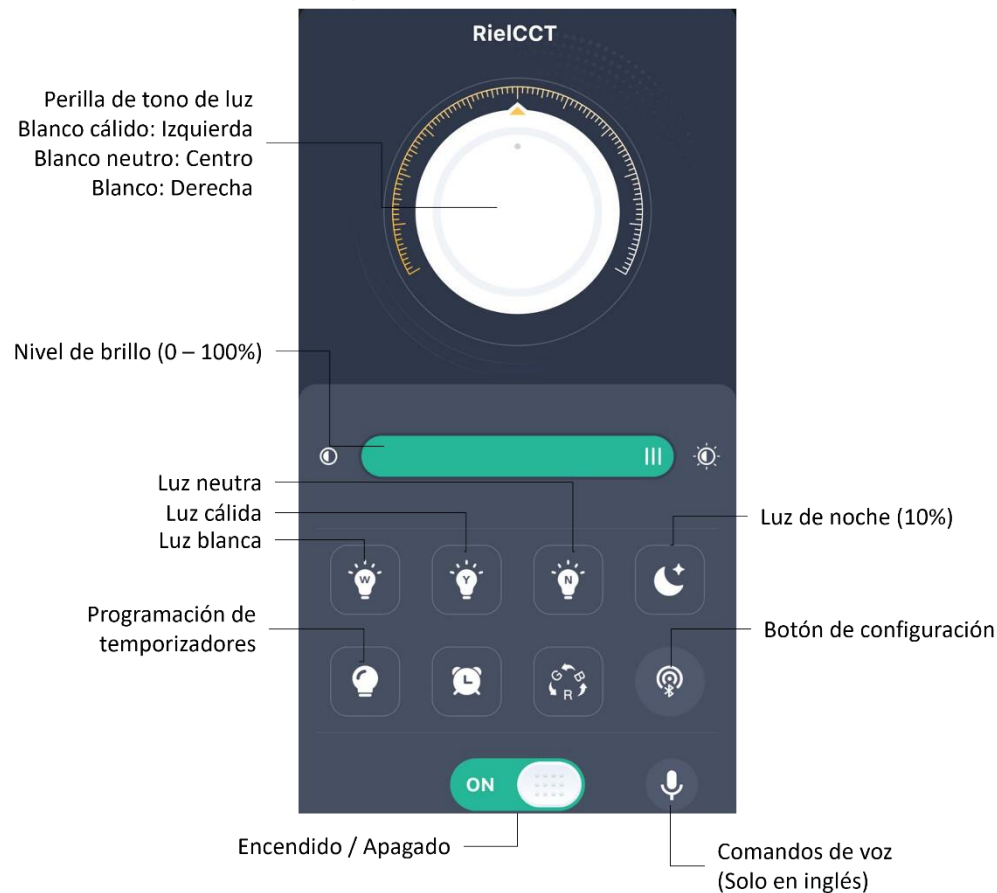 RielCCT
Perilla de tono de luz
Blanco cálido: Izquierda
Blanco neutro: Centro
Blanco: Derecha
Nivel de brillo (0 – 100%)
Luz neutra
Luz cálida
Luz blanca
Luz de noche (10%)
W
Y
N
Programación de
temporizadores
Botón de configuración
G B
R
ON
Encendido / Apagado
Comandos de voz
(Solo en inglés)